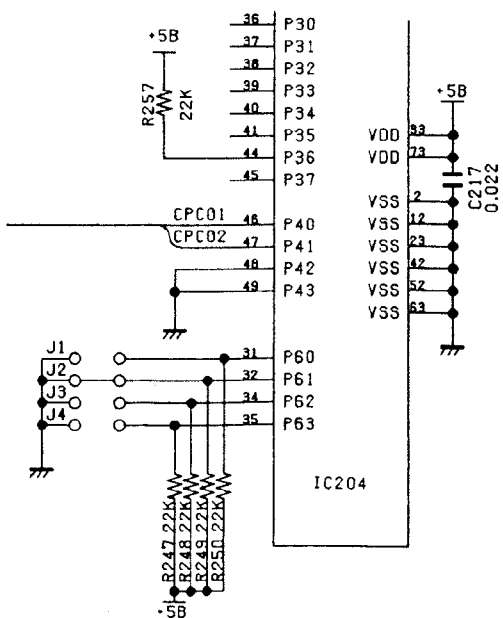 36 P30
+5B
37 P31
38 P32
R257 22K
39 P33
40 P34
+5B
41 P35
VDD 33
44 P36
VDD 73
45 P37
C217 0.022
VSS 2
CPC01 46 P40
VSS 12
CPC02 47 P41
VSS 23
48 P42
VSS 42
49 P43
VSS 52
VSS 63
J1 31 P60
J2 32 P61
J3 34 P62
J4 35 P63
IC204
R247 22K
R248 22K
R249 22K
R250 22K
+5B